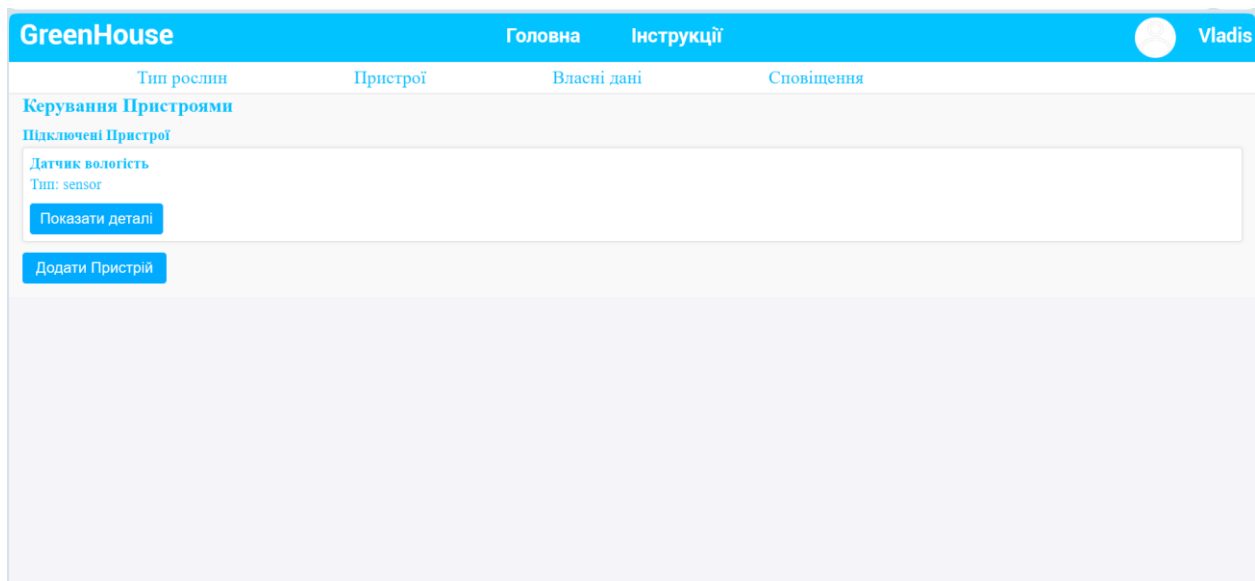 GreenHouse Головна Інструкції Vladis
Тип рослин Пристрої Власні дані Сповіщення
Керування Пристроями
Підключені Пристрої
Датчик вологість
Тип: sensor
Показати деталі
Додати Пристрій